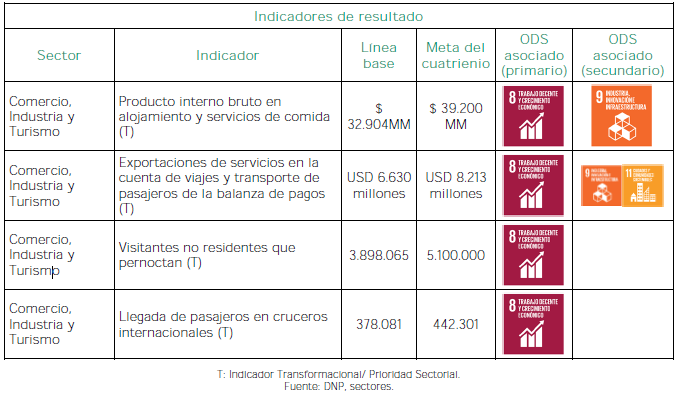 Indicadores de resultado
Sector
Indicador
Línea
base
Meta del
cuatrienio
ODS
asociado
(primario)
ODS
asociado
(secundario)
Comercio,
Industria y
Turismo
Producto interno bruto en
alojamiento y servicios de comida
(T)
$
32.904MM
$ 39.200
MM
8 TRABAJO DECENTE
Y CRECIMIENTO
ECONÓMICO
9 INDUSTRIA,
INNOVACIÓN E
INFRAESTRUCTURA
Comercio,
Industria y
Turismo
Exportaciones de servicios en la
cuenta de viajes y transporte de
pasajeros de la balanza de pagos
(T)
USD 6.630
millones
USD 8.213
millones
8 TRABAJO DECENTE
Y CRECIMIENTO
ECONÓMICO
9 INDUSTRIA,
INNOVACIÓN E
INFRAESTRUCTURA
11
Comercio,
Industria y
Turismo
Visitantes no residentes que
pernoctan (T)
3.898.065
5.100.000
8 TRABAJO DECENTE
Y CRECIMIENTO
ECONÓMICO
Comercio,
Industria y
Turismo
Llegada de pasajeros en cruceros
internacionales (T)
378.081
442.301
8 TRABAJO DECENTE
Y CRECIMIENTO
ECONÓMICO
T: Indicador Transformacional/ Prioridad Sectorial.
Fuente: DNP, sectores.